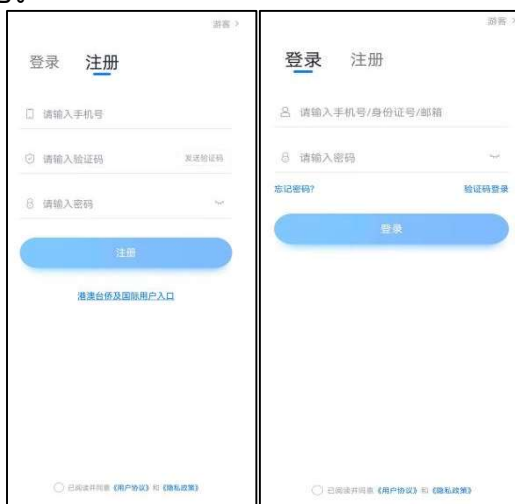 游客 >
登录 注册
请输入手机号
请输入验证码 发送验证码
请输入密码
注册
港澳台侨及国际用户入口
已阅读并同意《用户协议》和《隐私政策》
游客 >
登录 注册
请输入手机号/身份证号/邮箱
请输入密码
忘记密码? 验证码登录
登录
已阅读并同意《用户协议》和《隐私政策》